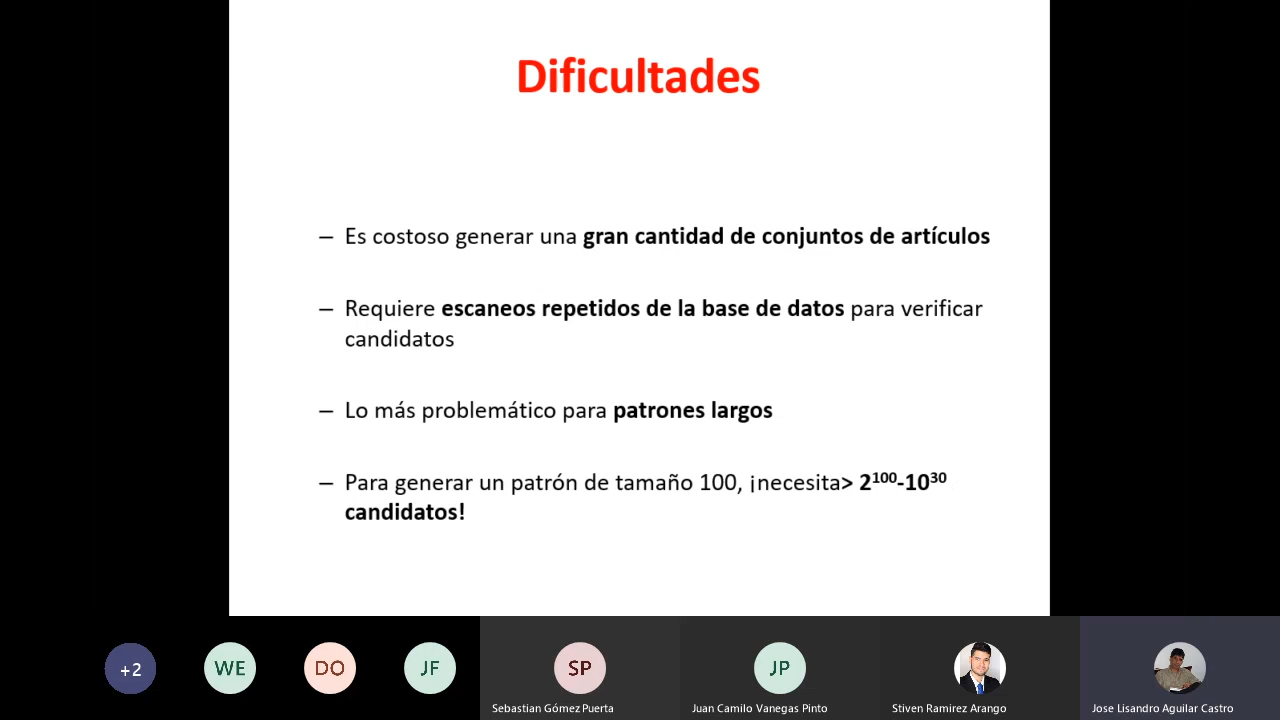 Dificultades
– Es costoso generar una gran cantidad de conjuntos de artículos
– Requiere escaneos repetidos de la base de datos para verificar
candidatos
– Lo más problemático para patrones largos
– Para generar un patrón de tamaño 100, ¡necesita> 2¹⁰⁰-10³⁰
candidatos!
+2
WE
DO
JF
SP
JP
Sebastian Gómez Puerta
Juan Camilo Vanegas Pinto
Stiven Ramirez Arango
Jose Lisandro Aguilar Castro